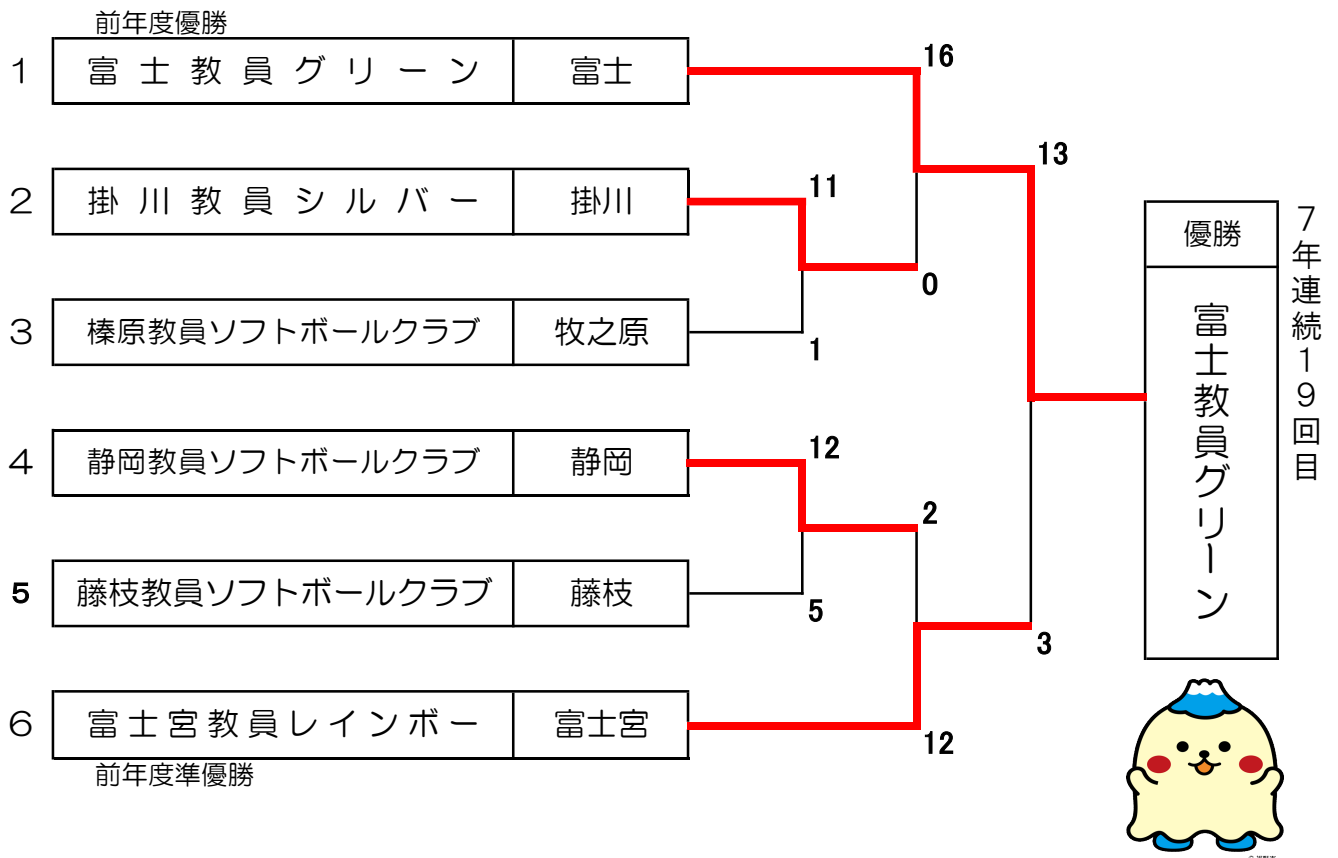 前年度優勝
1 富士教員グリーン 富士
16
13
2 掛川教員シルバー 掛川
11
0
3 榛原教員ソフトボールクラブ 牧之原
1
4 静岡教員ソフトボールクラブ 静岡
12
2
5 藤枝教員ソフトボールクラブ 藤枝
5
3
6 富士宮教員レインボー 富士宮
12
前年度準優勝
優勝
富士教員グリーン
7年連続19回目